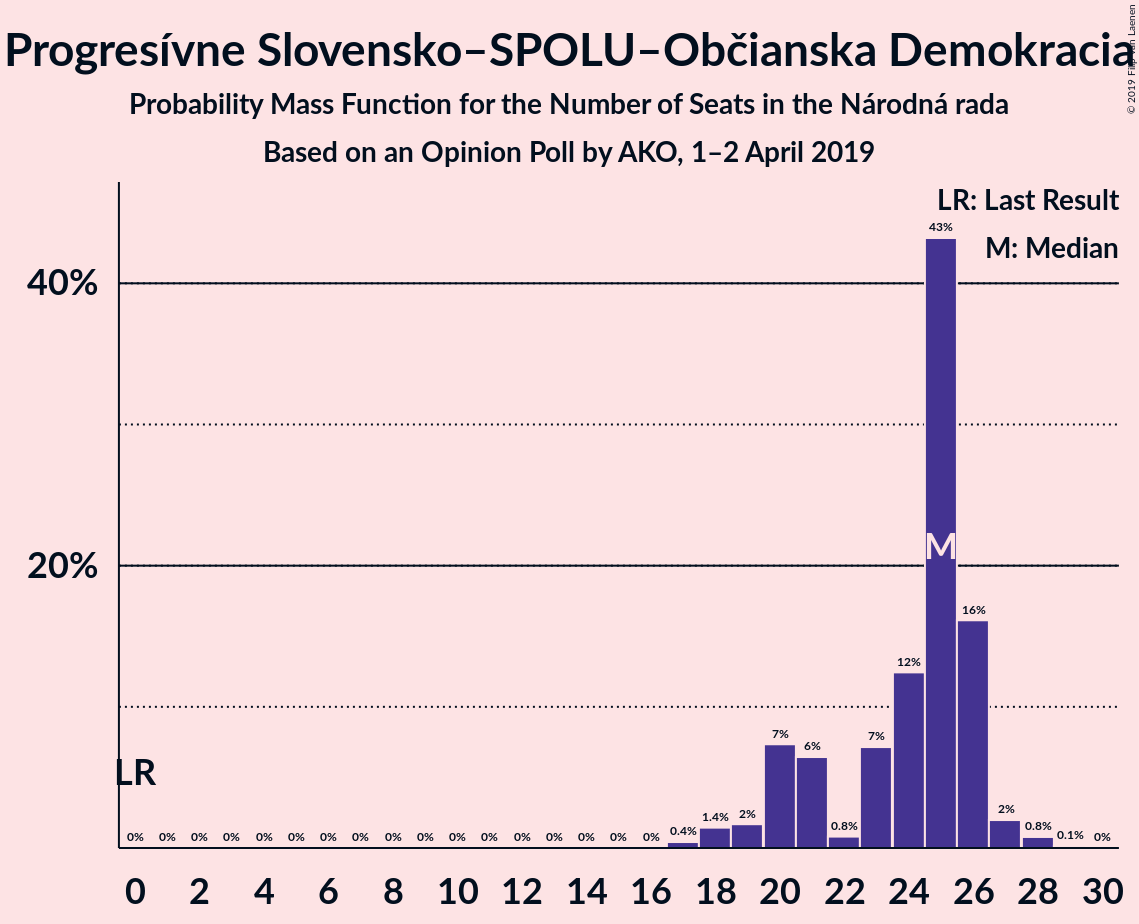 Progresívne Slovensko–SPOLU–Občianska Demokracia
Probability Mass Function for the Number of Seats in the Národná rada
Based on an Opinion Poll by AKO, 1–2 April 2019
© 2019 Filip van Laenen
LR: Last Result
M: Median
43%
40%
M
20%
16%
12%
7% 6% 7%
LR
0% 0% 0% 0% 0% 0% 0% 0% 0% 0% 0% 0% 0% 0% 0% 0% 0% 0.4% 1.4% 2% 0.8% 2% 0.8% 0.1% 0%
0 2 4 6 8 10 12 14 16 18 20 22 24 26 28 30